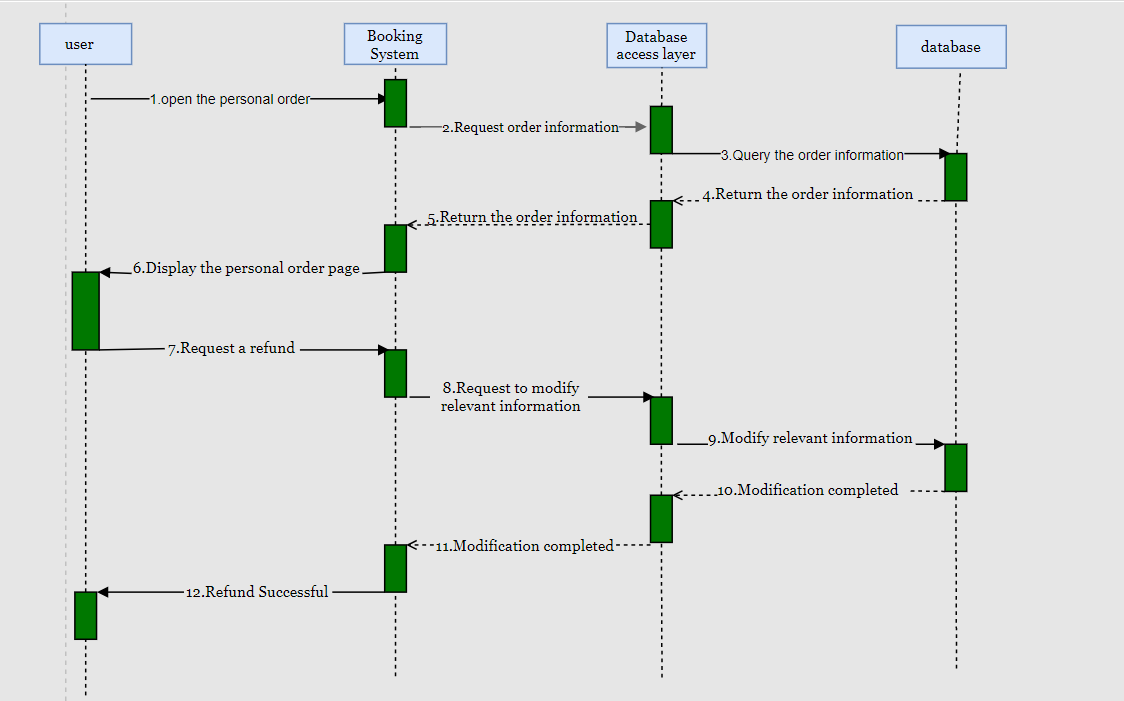 user
Booking
System
Database
access layer
database
1.open the personal order
2.Request order information
3.Query the order information
4.Return the order information
5.Return the order information
6.Display the personal order page
7.Request a refund
8.Request to modify
relevant information
9.Modify relevant information
10.Modification completed
11.Modification completed
12.Refund Successful